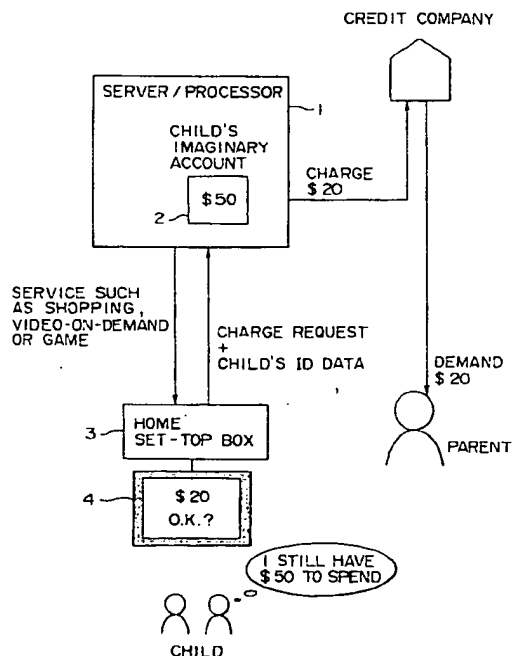 CREDIT COMPANY
SERVER/PROCESSOR
1
CHILD'S
IMAGINARY
ACCOUNT
$50
2
CHARGE
$20
SERVICE SUCH
AS SHOPPING,
VIDEO-ON-DEMAND
OR GAME
CHARGE REQUEST
+
CHILD'S ID DATA
DEMAND
$20
PARENT
3
HOME
SET-TOP BOX
4
$20
O.K.?
I STILL HAVE
$50 TO SPEND
CHILD